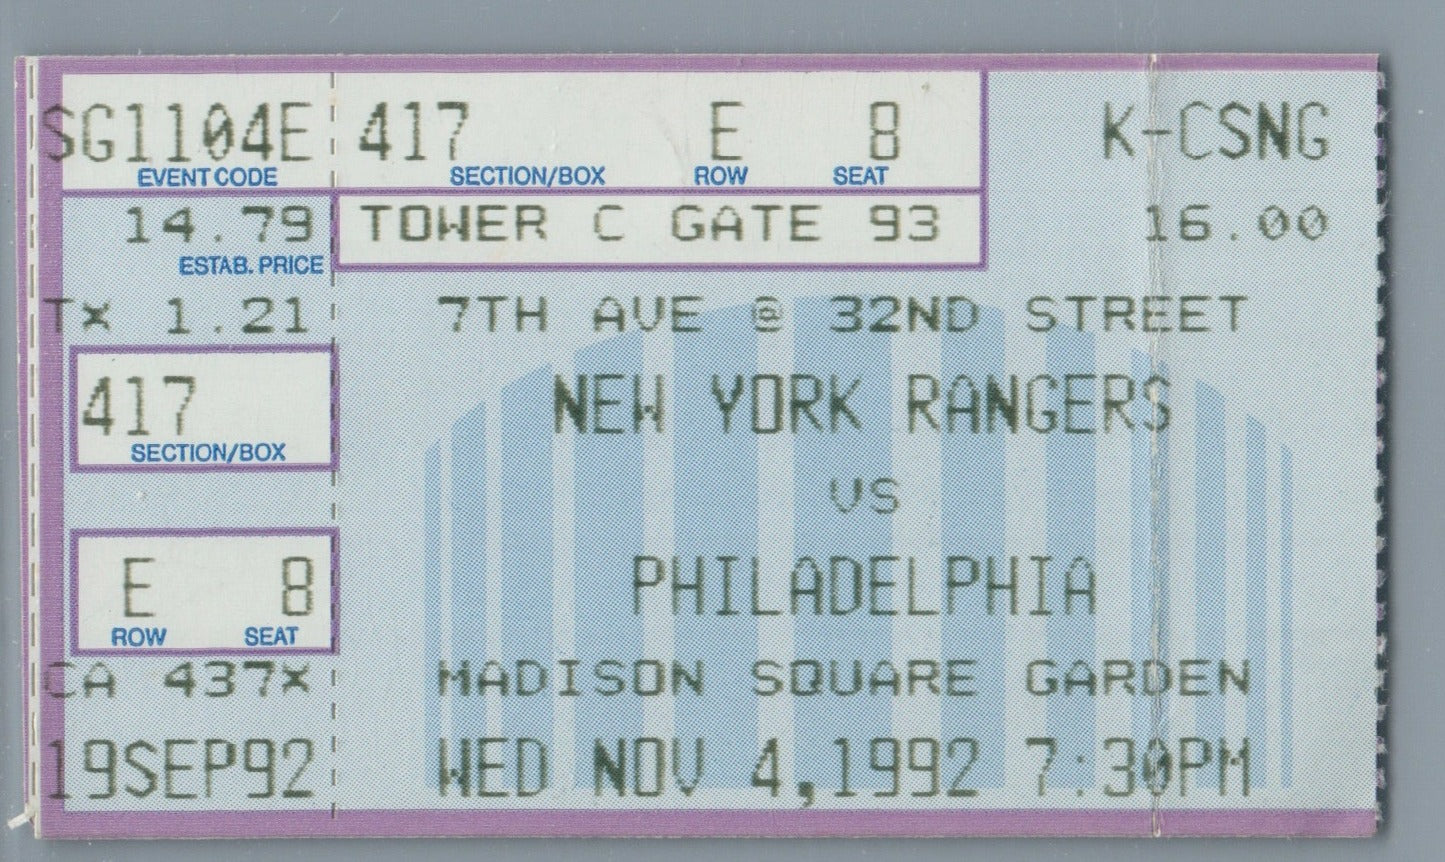 SG1104E 417 E 8 K-CSNG
EVENT CODE SECTION/BOX ROW SEAT
14.79 TOWER C GATE 93 16.00
ESTAB. PRICE
TX 1.21 7TH AVE @ 32ND STREET
417 NEW YORK RANGERS
SECTION/BOX
VS
E 8 PHILADELPHIA
ROW SEAT
CA 437X MADISON SQUARE GARDEN
19SEP92 WED NOV 4,1992 7:30PM